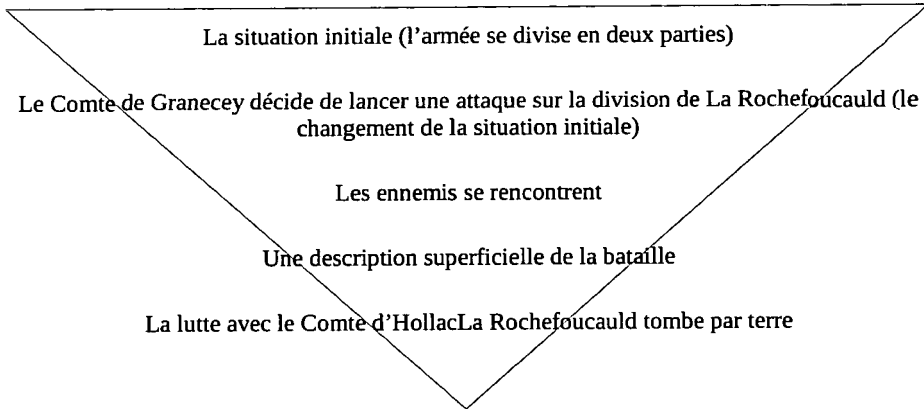 La situation initiale (l'armée se divise en deux parties)
Le Comte de Granecey décide de lancer une attaque sur la division de La Rochefoucauld (le
changement de la situation initiale)
Les ennemis se rencontrent
Une description superficielle de la bataille
La lutte avec le Comte d'HollacLa Rochefoucauld tombe par terre